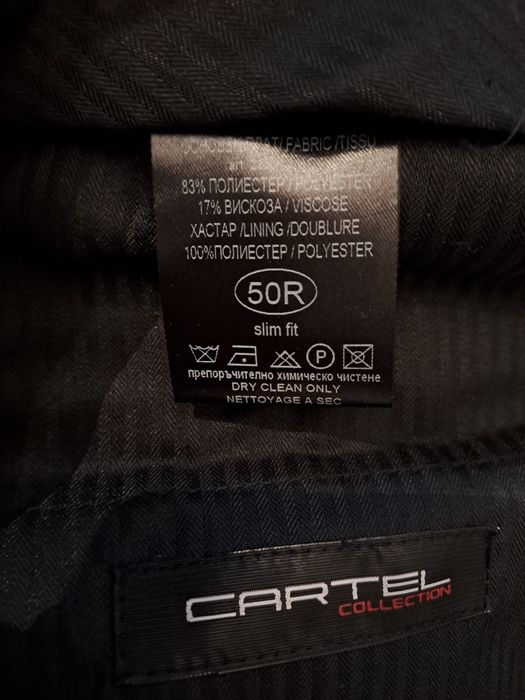 FABRIC /TISSU
83% ПОЛИЕСТЕР / POLYESTER
17% ВИСКОЗА / VISCOSE
ХАСТАР /LINING /DOUBLURE
100%ПОЛИЕСТЕР / POLYESTER
50R
slim fit
P
препоръчително химическо чистене
DRY CLEAN ONLY
NETTOYAGE A SEC
CARTEL
COLLECTION